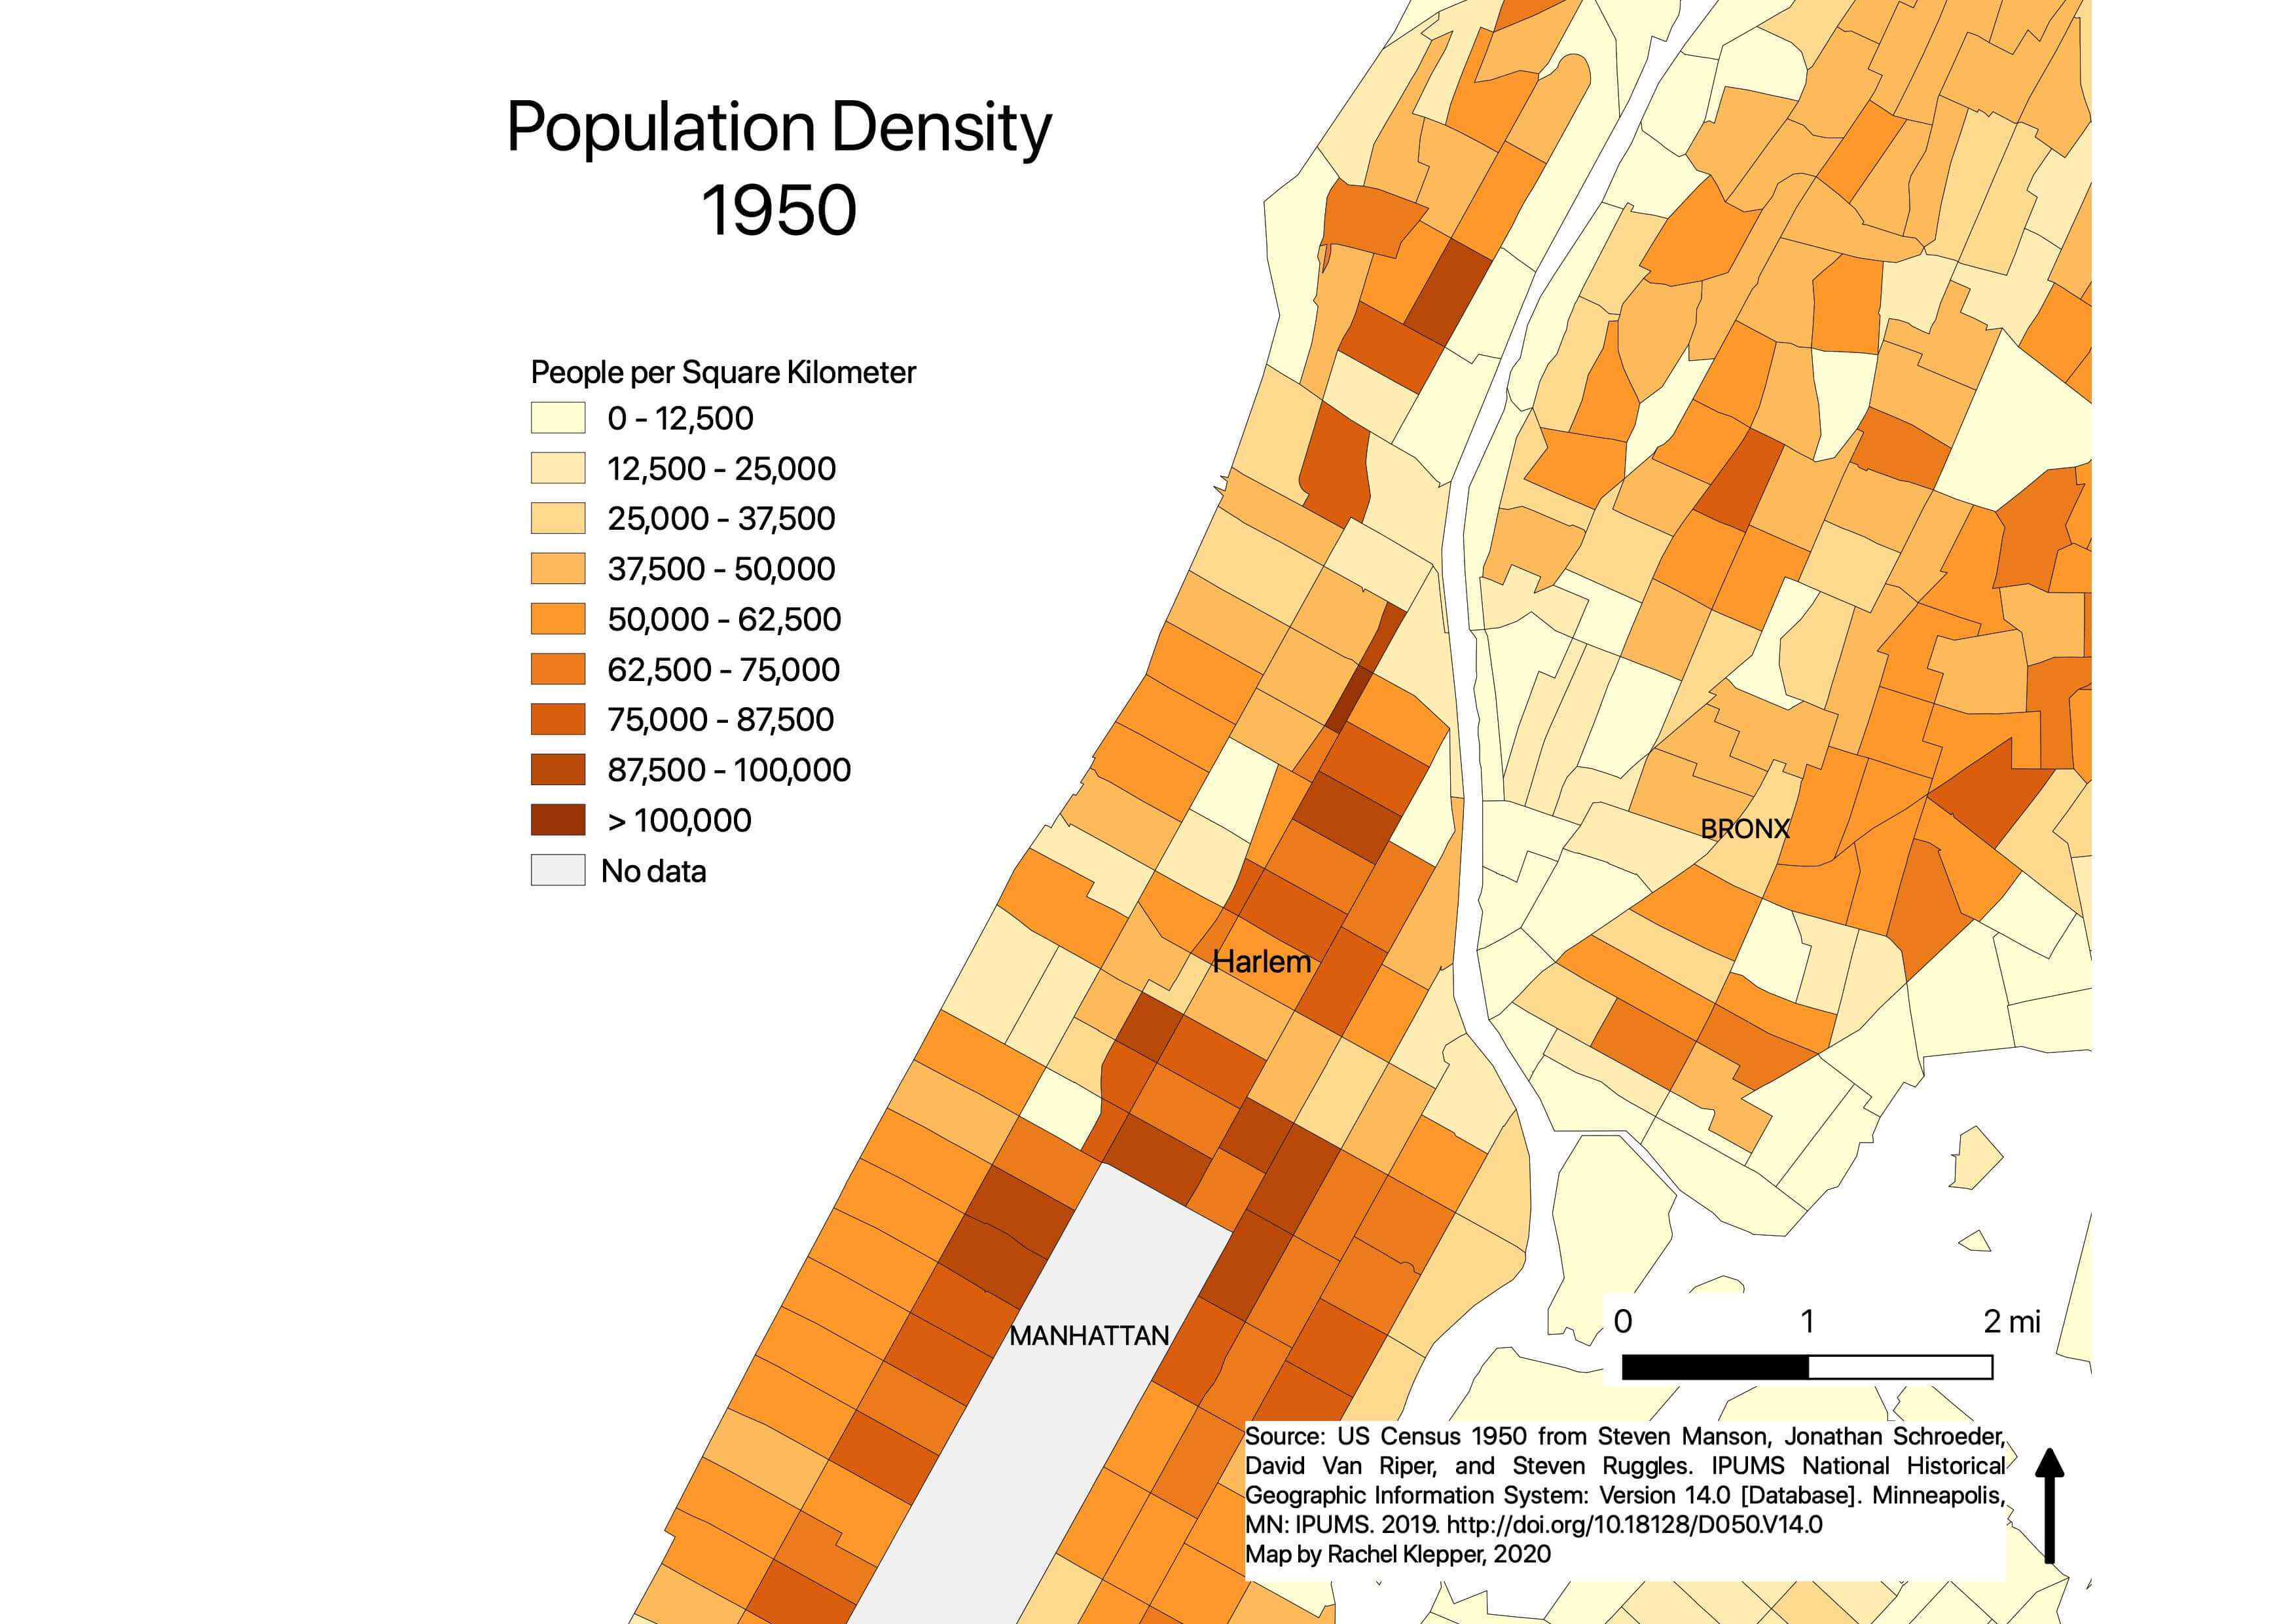 Population Density
1950
People per Square Kilometer
0 - 12,500
12,500 - 25,000
25,000 - 37,500
37,500 - 50,000
50,000 - 62,500
62,500 - 75,000
75,000 - 87,500
87,500 - 100,000
> 100,000
No data
BRONX
Harlem
MANHATTAN
0 1 2 mi
Source: US Census 1950 from Steven Manson, Jonathan Schroeder,
David Van Riper, and Steven Ruggles. IPUMS National Historical
Geographic Information System: Version 14.0 [Database]. Minneapolis,
MN: IPUMS. 2019. http://doi.org/10.18128/D050.V14.0
Map by Rachel Klepper, 2020